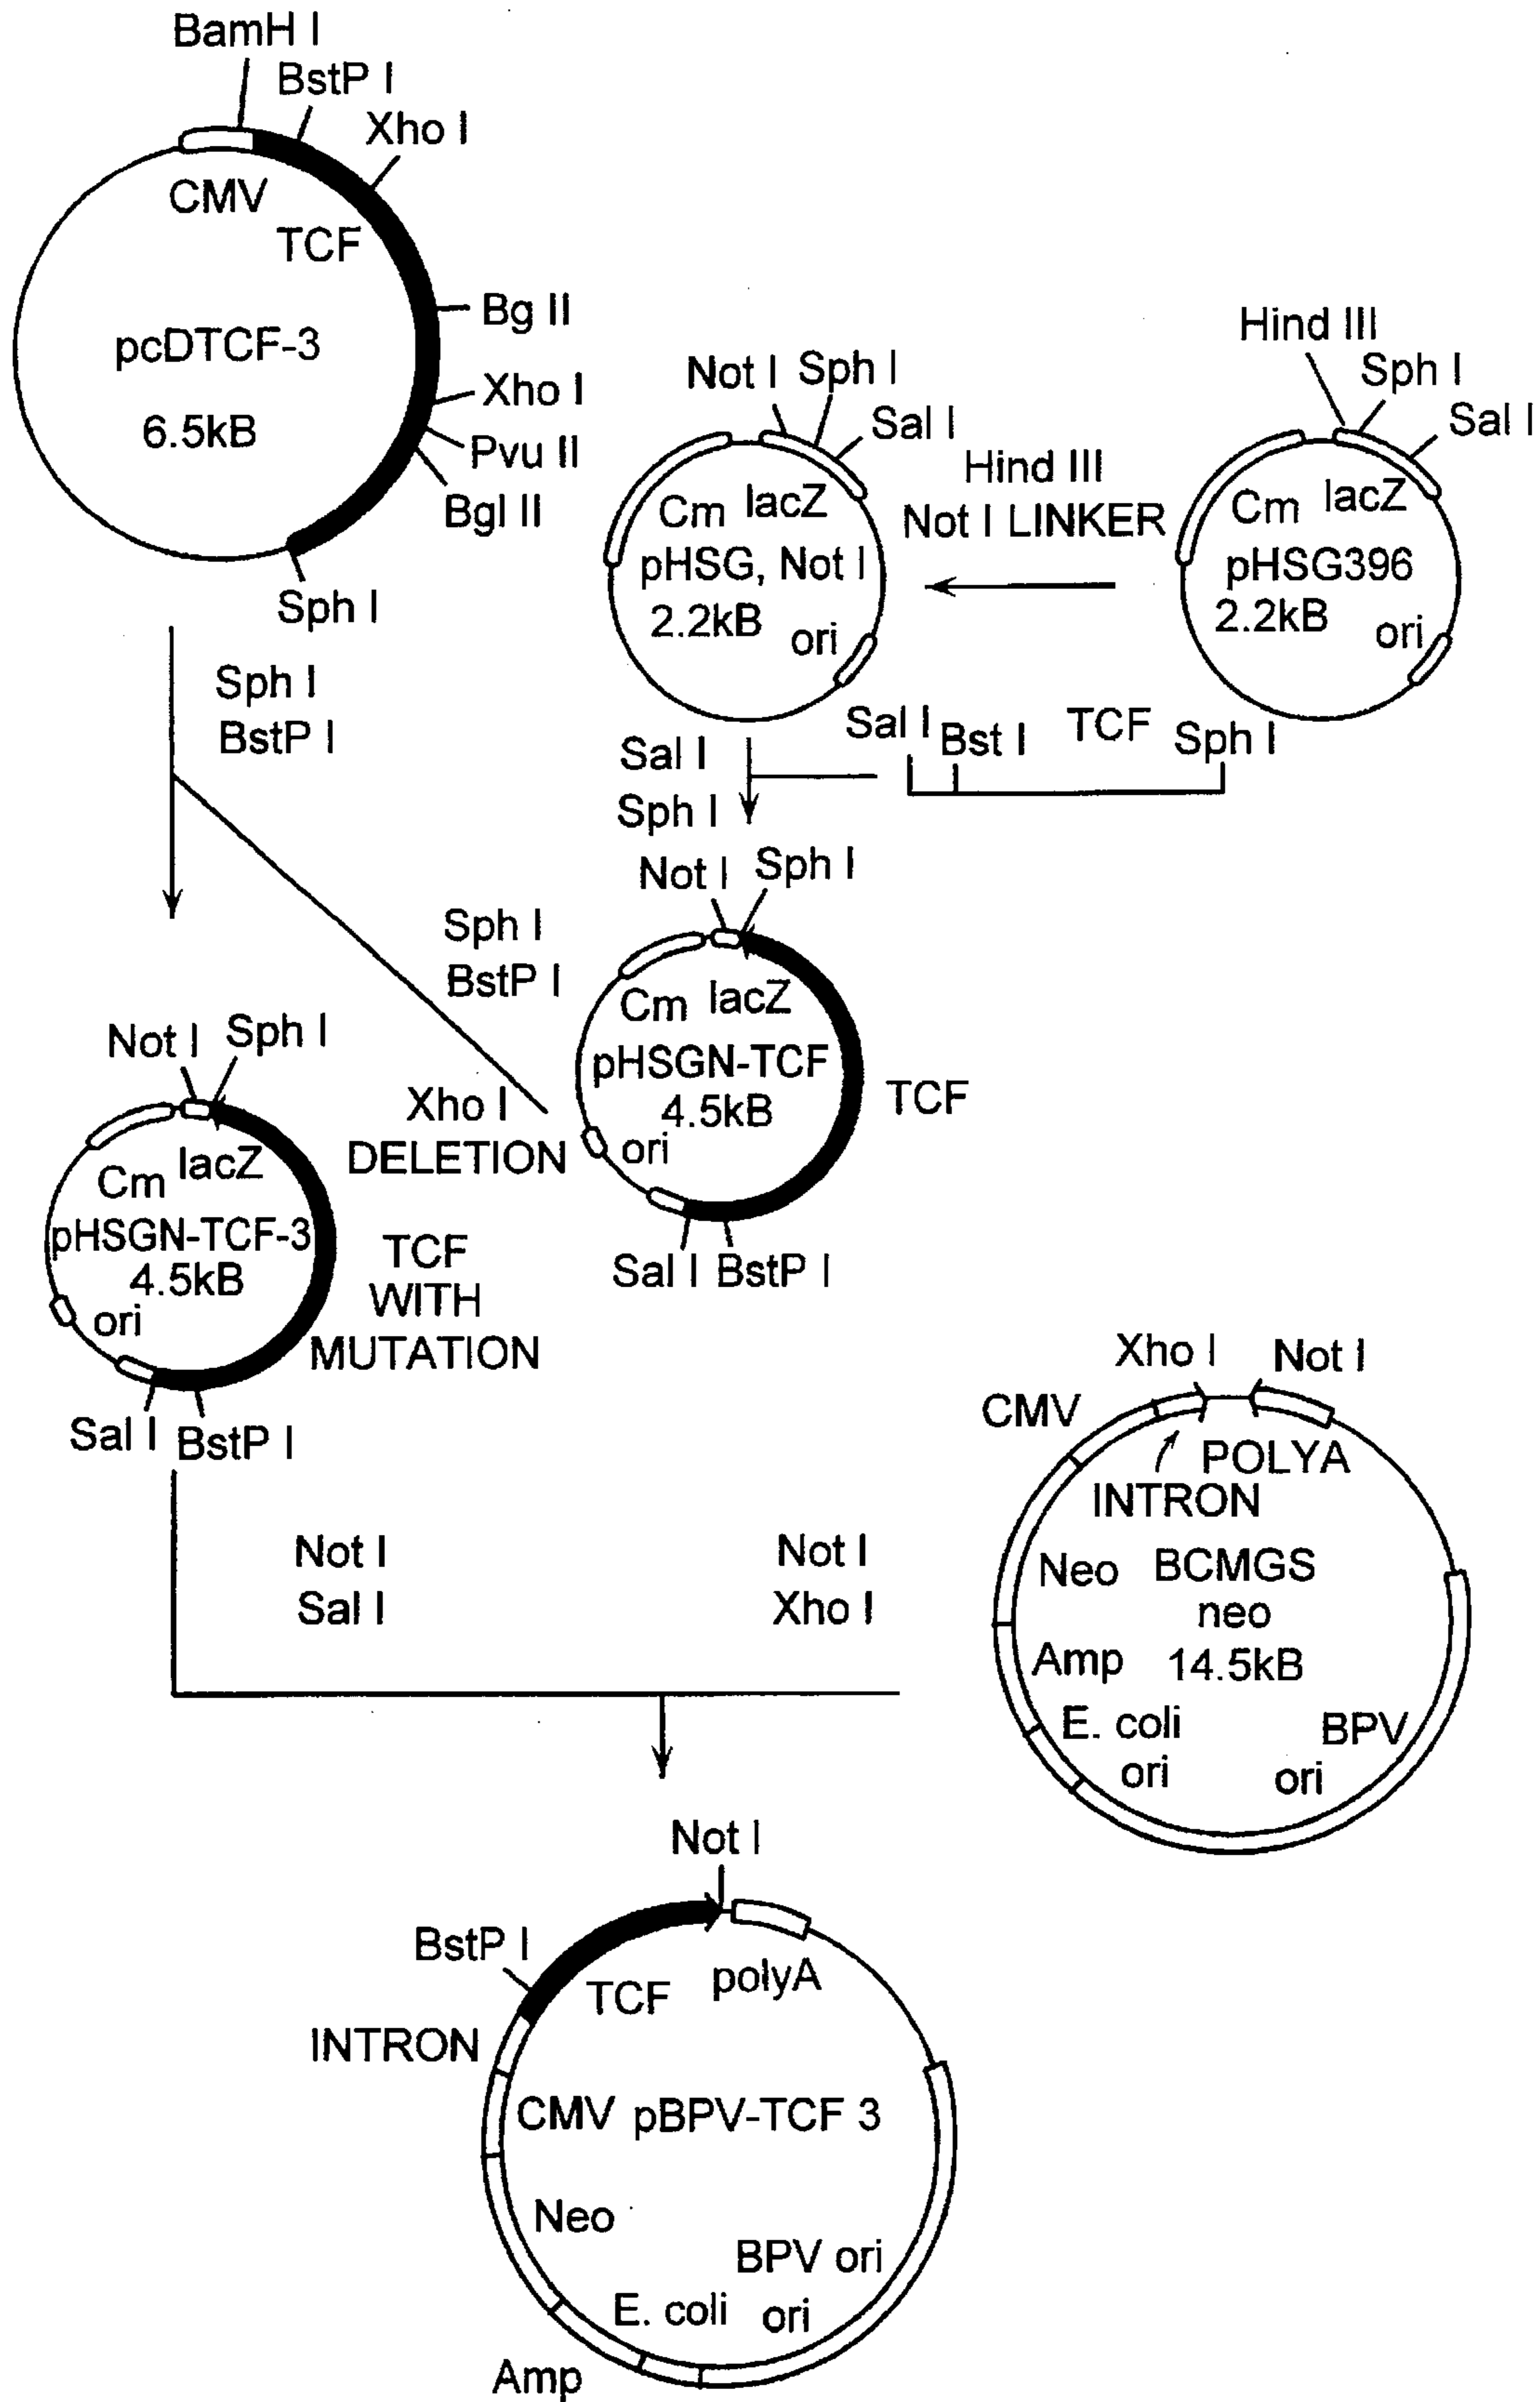 BamH I
BstP I
Xho I
CMV
TCF
Bg II
pcDTCF-3
Xho I
6.5kB
Pvu II
Bgl II
Sph I
Not I Sph I
Sal I
Cm lacZ
pHSG, Not I
2.2kB
ori
Hind III
Not I LINKER
Hind III
Sph I
Sal I
Cm lacZ
pHSG396
2.2kB
ori
Sph I
BstP I
Sal I
Sph I
Sal I Bst I TCF Sph I
Not I Sph I
Sph I
BstP I
Cm lacZ
pHSGN-TCF
4.5kB
TCF
ori
Sal I BstP I
Xho I
DELETION
Not I Sph I
Cm lacZ
pHSGN-TCF-3
4.5kB
ori
TCF
WITH
MUTATION
Sal I BstP I
Xho I Not I
CMV
POLYA
INTRON
Neo BCMGS
neo
Amp 14.5kB
E. coli
ori
BPV
ori
Not I
Sal I
Not I
Xho I
Not I
BstP I
TCF polyA
INTRON
CMV pBPV-TCF 3
Neo
BPV ori
E. coli ori
Amp